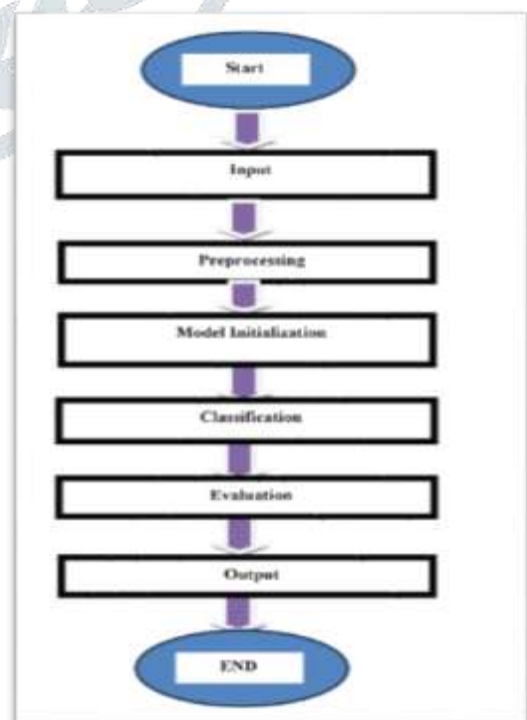 Start
Input
Preprocessing
Model Initialization
Classification
Evaluation
Output
END